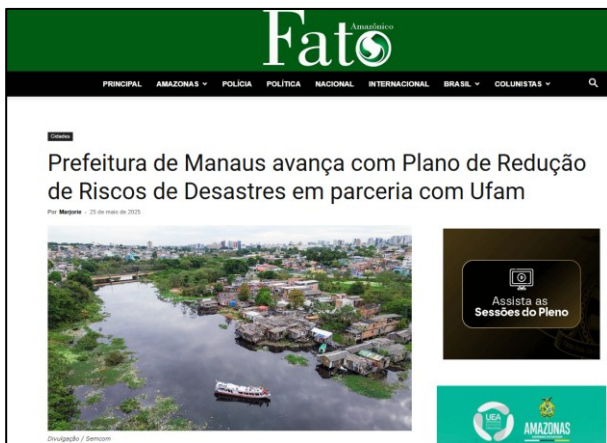 Fato
Amazônico
PRINCIPAL AMAZONAS POLÍCIA POLÍTICA NACIONAL INTERNACIONAL BRASIL COLUNISTAS
Cidades
Prefeitura de Manaus avança com Plano de Redução
de Riscos de Desastres em parceria com Ufam
Por Marjorie - 25 de maio de 2025
Assista as
Sessões do Pleno
Divulgação / Semcom
UEA
AMAZONAS